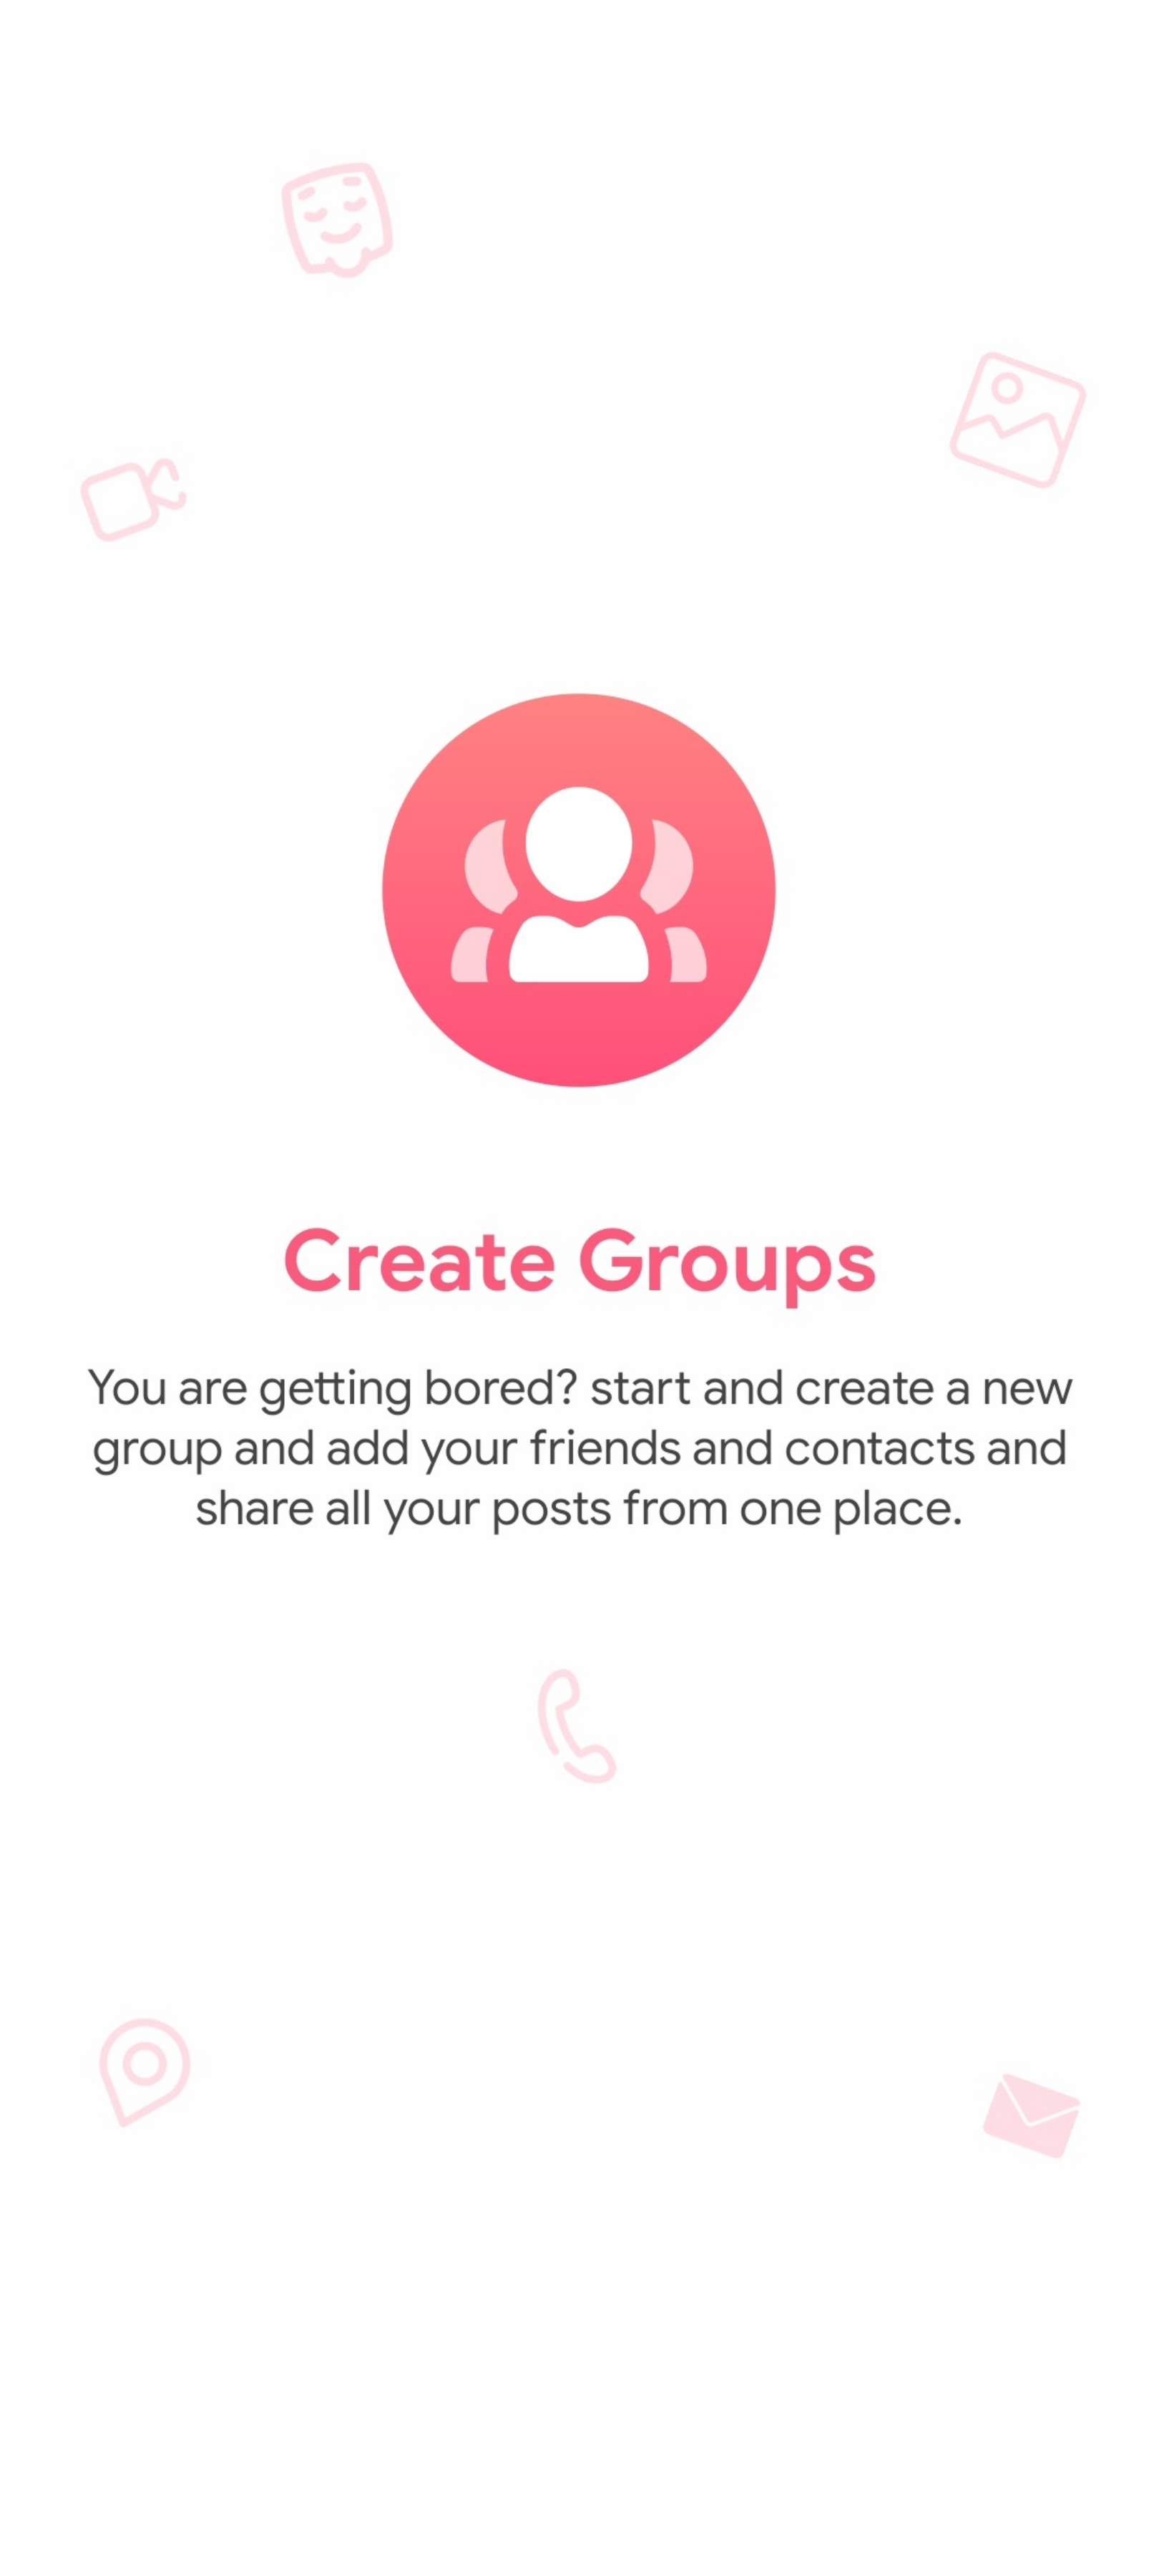 Create Groups
You are getting bored? start and create a new
group and add your friends and contacts and
share all your posts from one place.